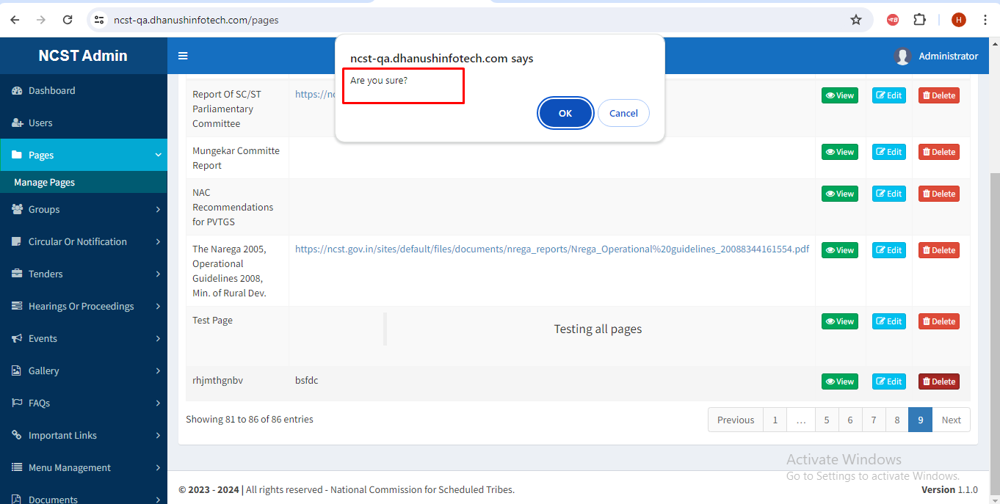 ncst-qa.dhanushinfotech.com/pages
H
NCST Admin
Administrator
ncst-qa.dhanushinfotech.com says
Are you sure?
OK
Cancel
Dashboard
Users
Pages
Manage Pages
Groups
Circular Or Notification
Tenders
Hearings Or Proceedings
Events
Gallery
FAQs
Important Links
Menu Management
Documents
Report Of SC/ST
Parliamentary
Committee
https://nc
View Edit Delete
Mungekar Committe
Report
View Edit Delete
NAC
Recommendations
for PVTGS
View Edit Delete
The Narega 2005,
Operational
Guidelines 2008,
Min. of Rural Dev.
https://ncst.gov.in/sites/default/files/documents/nrega_reports/Nrega_Operational%20guidelines_20088344161554.pdf
View Edit Delete
Test Page
Testing all pages
View Edit Delete
rhjmthgnbv
bsfdc
View Edit Delete
Showing 81 to 86 of 86 entries
Previous 1 … 5 6 7 8 9 Next
Activate Windows
Go to Settings to activate Windows.
© 2023 - 2024 | All rights reserved - National Commission for Scheduled Tribes.
Version 1.1.0